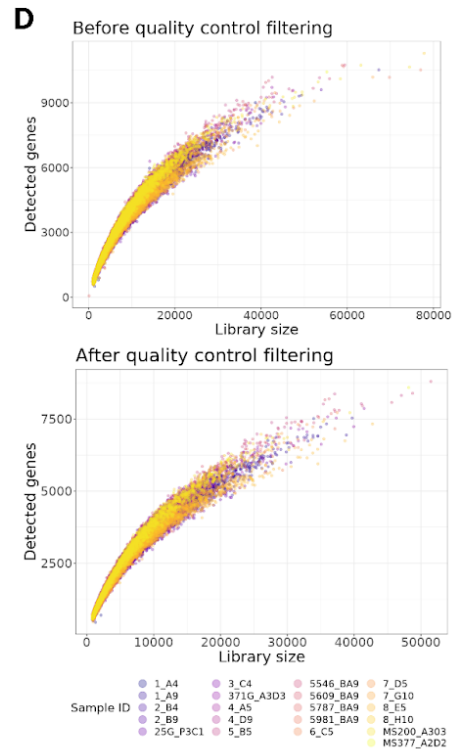 D
Before quality control filtering
Detected genes
9000
6000
3000
0
0 20000 40000 60000 80000
Library size
After quality control filtering
Detected genes
7500
5000
2500
0 10000 20000 30000 40000 50000
Library size
Sample ID
1_A4 3_C4 5546_BA9 7_D5
1_A9 371G_A3D3 5609_BA9 7_G10
2_B4 4_A5 5787_BA9 8_E5
2_B9 4_D9 5981_BA9 8_H10
25G_P3C1 5_B5 6_C5 MS200_A303
MS377_A2D2